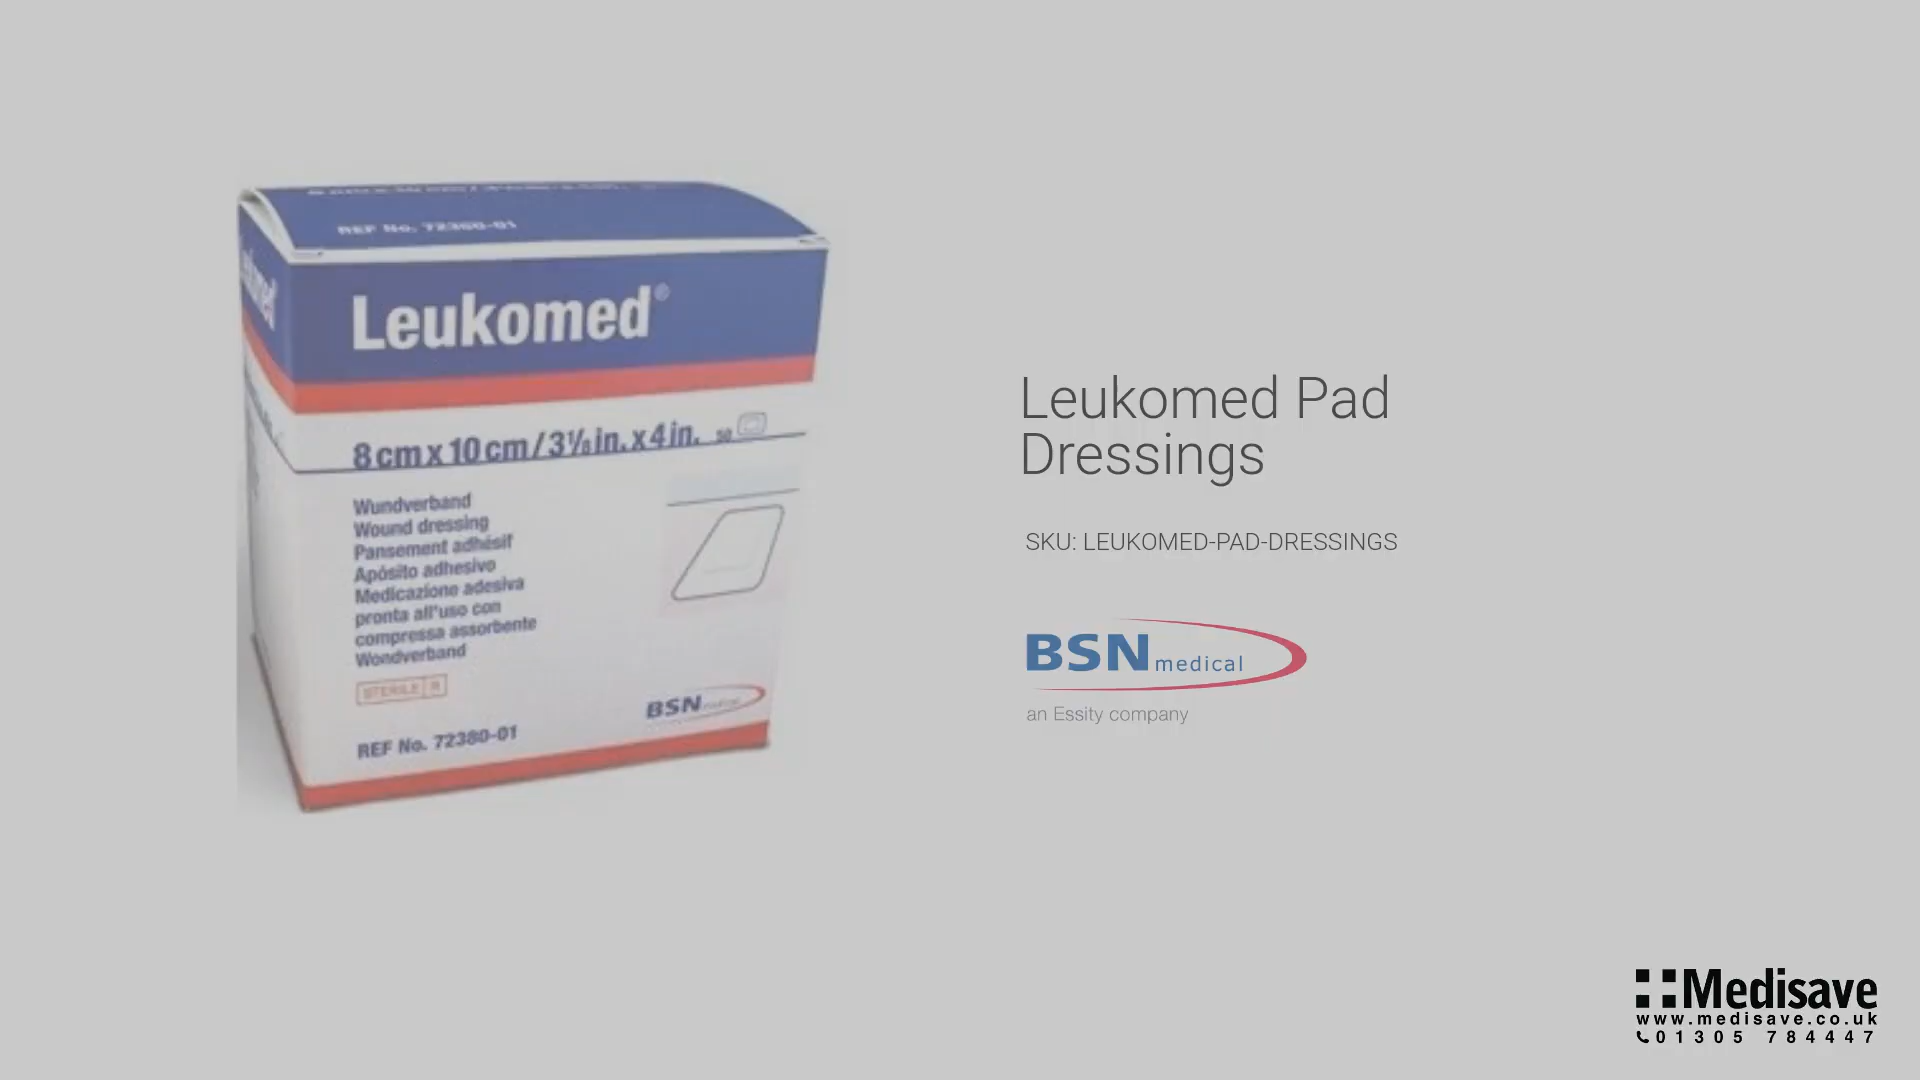 REF No. 72380-01
Leukomed®
8 cm x 10 cm / 3⅛ in. x 4 in. 50
Wundverband
Wound dressing
Pansement adhésif
Apósito adhesivo
Medicazione adesiva
pronta all'uso con
compressa assorbente
Wondverband
STERILE R
BSN medical
REF No. 72380-01
Leukomed Pad
Dressings
SKU: LEUKOMED-PAD-DRESSINGS
BSN medical
an Essity company
Medisave
www.medisave.co.uk
01305 784447